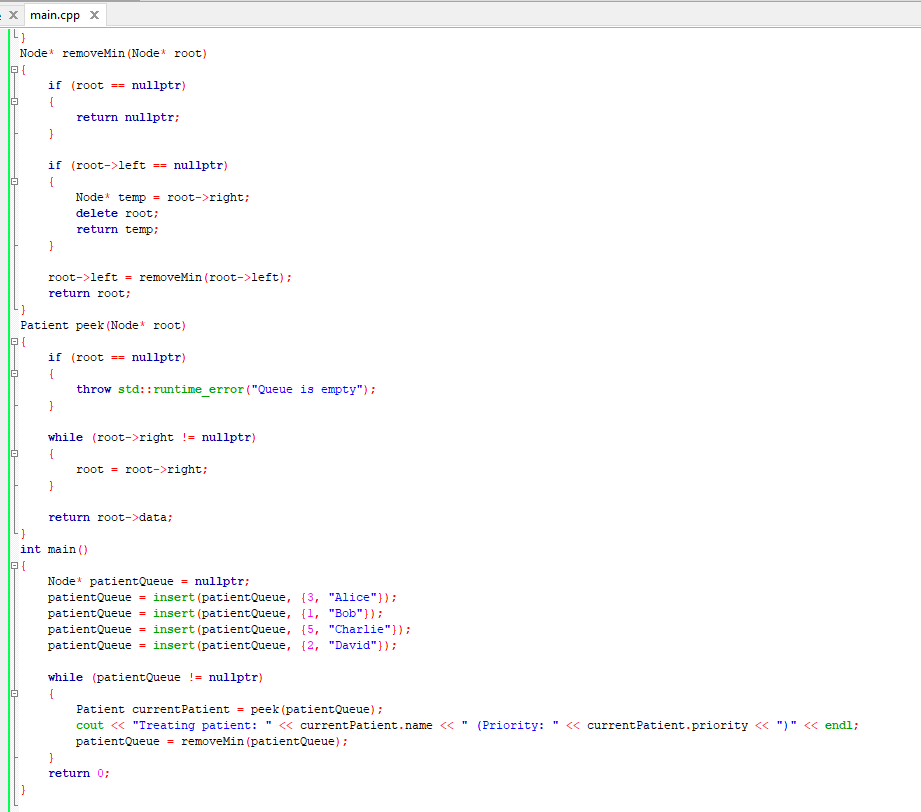 main.cpp
}
Node* removeMin(Node* root)
{
    if (root == nullptr)
    {
        return nullptr;
    }

    if (root->left == nullptr)
    {
        Node* temp = root->right;
        delete root;
        return temp;
    }

    root->left = removeMin(root->left);
    return root;
}
Patient peek(Node* root)
{
    if (root == nullptr)
    {
        throw std::runtime_error("Queue is empty");
    }

    while (root->right != nullptr)
    {
        root = root->right;
    }

    return root->data;
}
int main()
{
    Node* patientQueue = nullptr;
    patientQueue = insert(patientQueue, {3, "Alice"});
    patientQueue = insert(patientQueue, {1, "Bob"});
    patientQueue = insert(patientQueue, {5, "Charlie"});
    patientQueue = insert(patientQueue, {2, "David"});

    while (patientQueue != nullptr)
    {
        Patient currentPatient = peek(patientQueue);
        cout << "Treating patient: " << currentPatient.name << " (Priority: " << currentPatient.priority << ")" << endl;
        patientQueue = removeMin(patientQueue);
    }
    return 0;
}